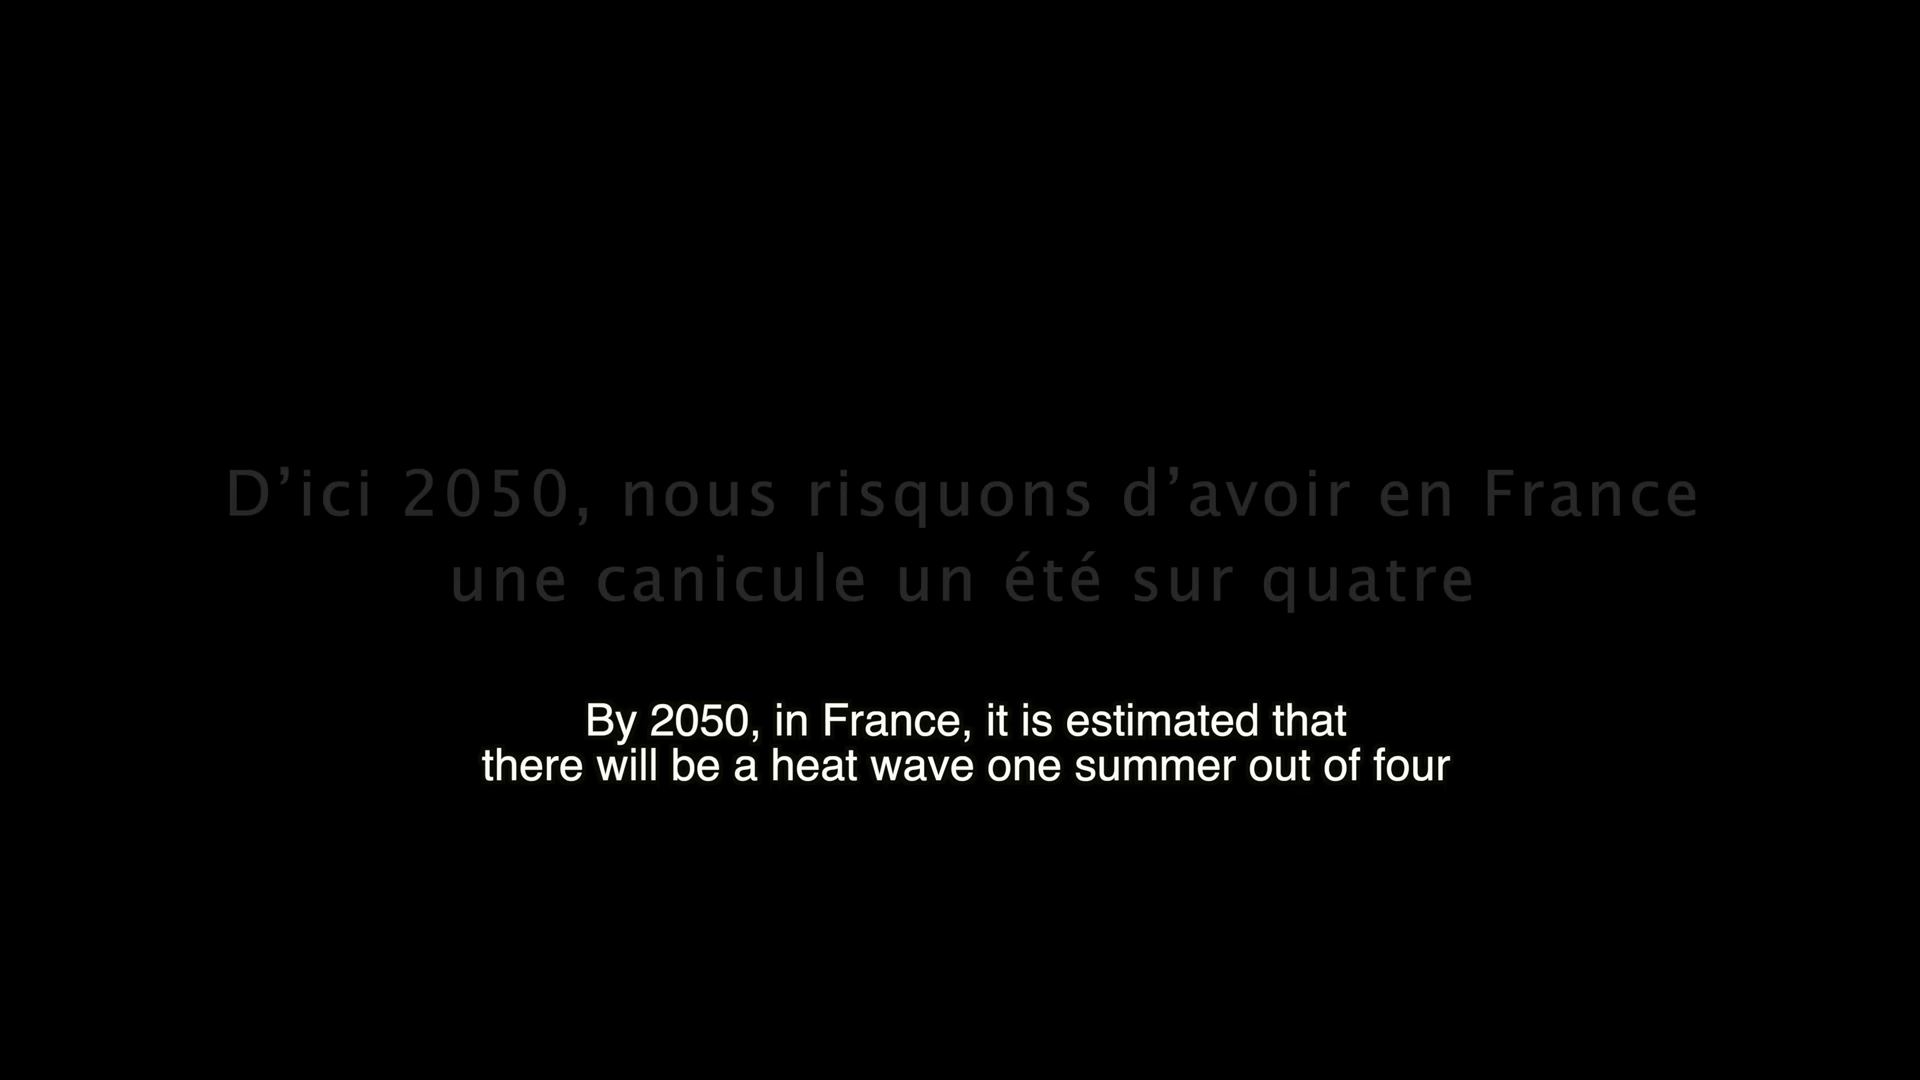 D’ici 2050, nous risquons d’avoir en France
une canicule un été sur quatre
By 2050, in France, it is estimated that
there will be a heat wave one summer out of four